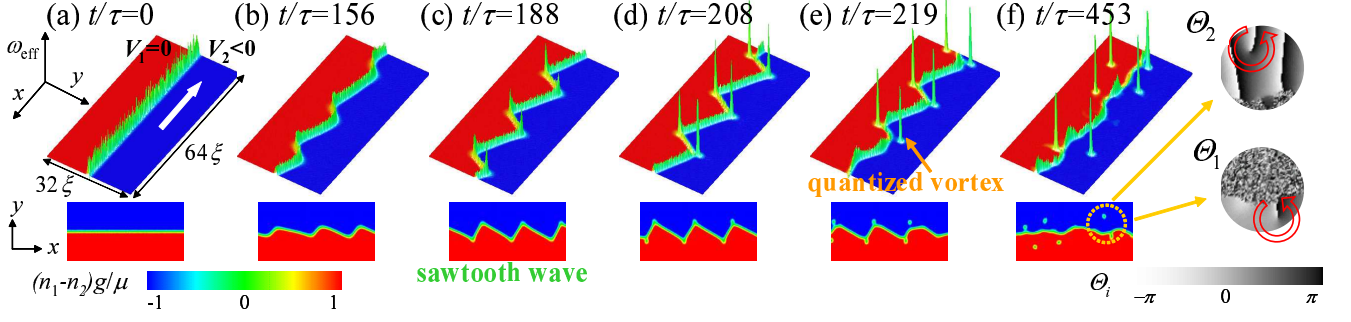 (a) t/τ=0
(b) t/τ=156
(c) t/τ=188
(d) t/τ=208
(e) t/τ=219
(f) t/τ=453
ω_eff
y
x
V₁=0
V₂<0
64ξ
32ξ
quantized vortex
Θ₂
Θ₁
y
x
sawtooth wave
(n₁-n₂)g/μ
-1
0
1
Θᵢ
−π
0
π